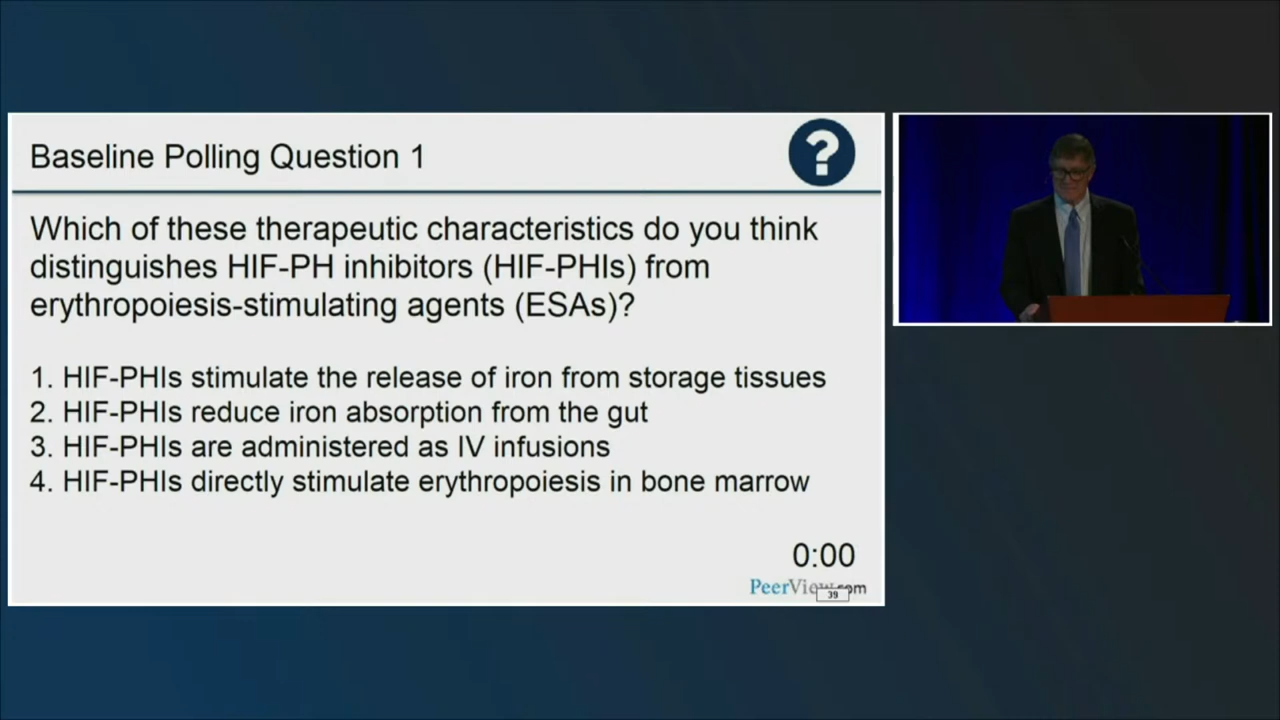 Baseline Polling Question 1
?
Which of these therapeutic characteristics do you think
distinguishes HIF-PH inhibitors (HIF-PHIs) from
erythropoiesis-stimulating agents (ESAs)?
1. HIF-PHIs stimulate the release of iron from storage tissues
2. HIF-PHIs reduce iron absorption from the gut
3. HIF-PHIs are administered as IV infusions
4. HIF-PHIs directly stimulate erythropoiesis in bone marrow
0:00
PeerView.com
39